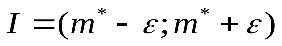 I = (m* - ε; m* + ε)